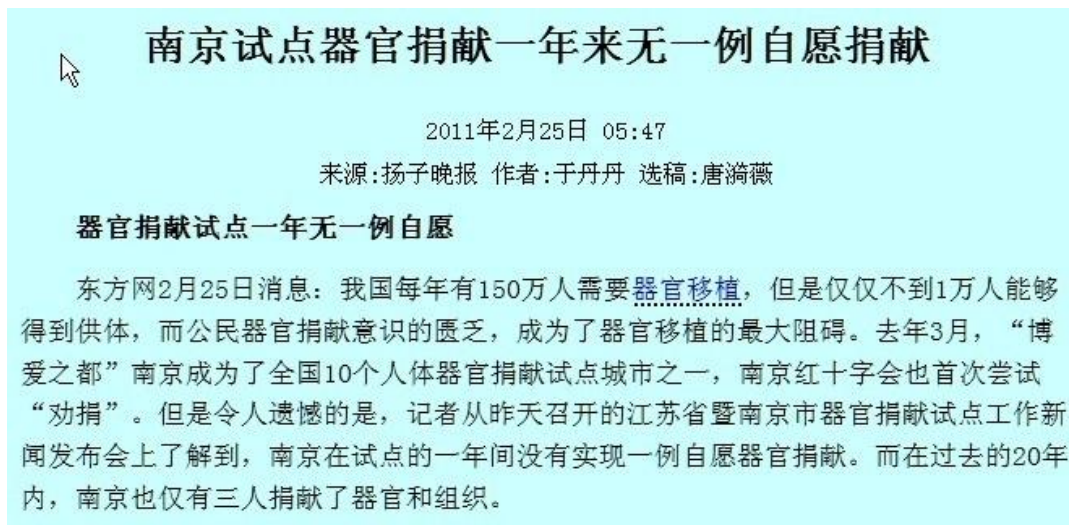 南京试点器官捐献一年来无一例自愿捐献
2011年2月25日 05:47
来源:扬子晚报 作者:于丹丹 选稿:唐漪薇
器官捐献试点一年无一例自愿
东方网2月25日消息：我国每年有150万人需要器官移植，但是仅仅不到1万人能够
得到供体，而公民器官捐献意识的匮乏，成为了器官移植的最大阻碍。去年3月，“博
爱之都”南京成为了全国10个人体器官捐献试点城市之一，南京红十字会也首次尝试
“劝捐”。但是令人遗憾的是，记者从昨天召开的江苏省暨南京市器官捐献试点工作新
闻发布会上了解到，南京在试点的一年间没有实现一例自愿器官捐献。而在过去的20年
内，南京也仅有三人捐献了器官和组织。